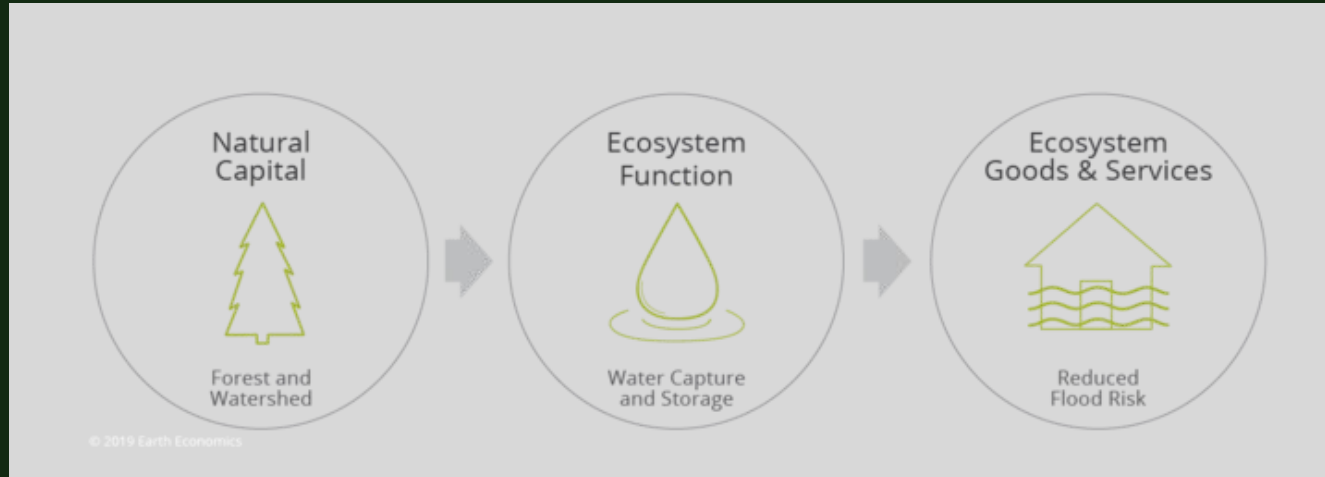 Natural
Capital
Forest and
Watershed
Ecosystem
Function
Water Capture
and Storage
Ecosystem
Goods & Services
Reduced
Flood Risk
© 2019 Earth Economics